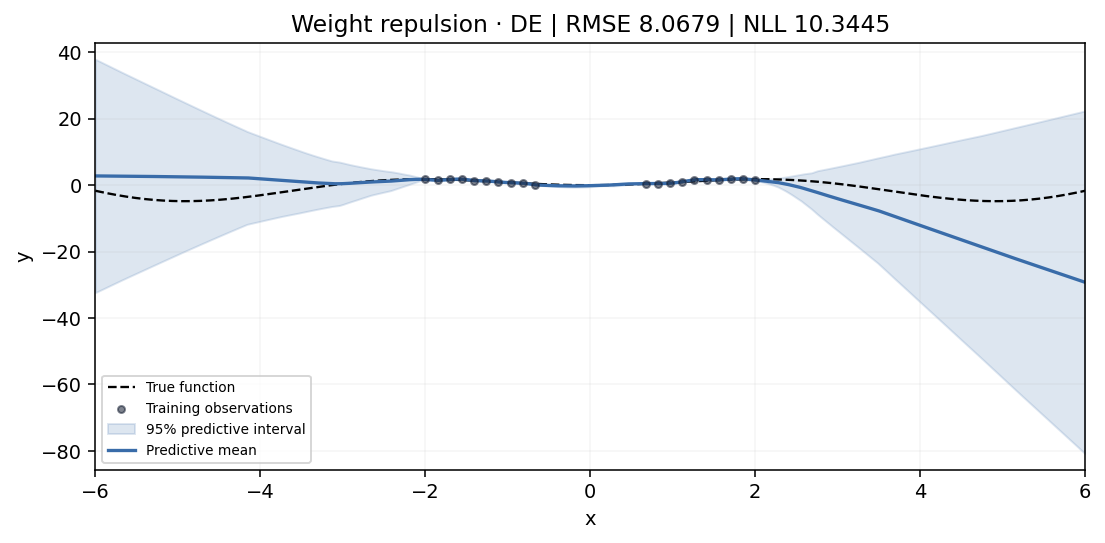 Weight repulsion · DE | RMSE 8.0679 | NLL 10.3445
40
20
0
−20
−40
−60
−80
y
True function
Training observations
95% predictive interval
Predictive mean
−6
−4
−2
0
2
4
6
x